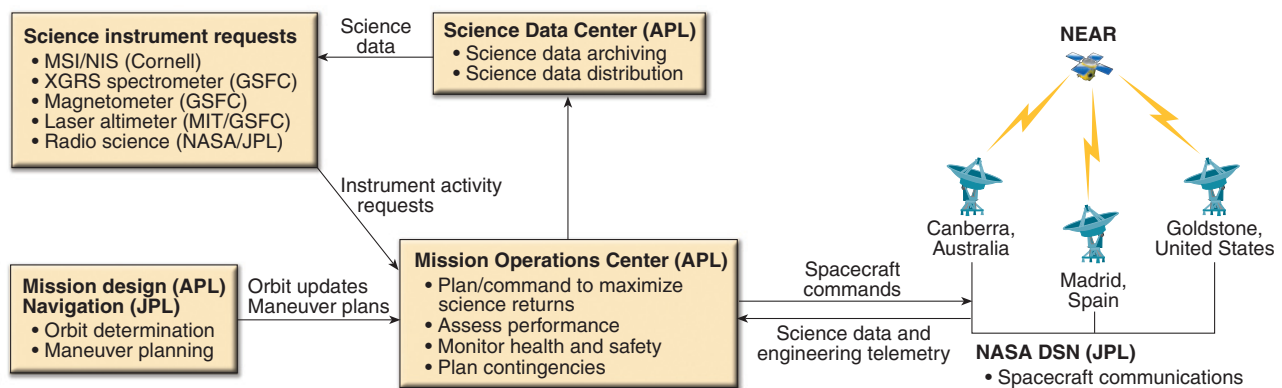 Science instrument requests
• MSI/NIS (Cornell)
• XGRS spectrometer (GSFC)
• Magnetometer (GSFC)
• Laser altimeter (MIT/GSFC)
• Radio science (NASA/JPL)
Science
data
Science Data Center (APL)
• Science data archiving
• Science data distribution
NEAR
Instrument activity
requests
Canberra,
Australia
Madrid,
Spain
Goldstone,
United States
Mission design (APL)
Navigation (JPL)
• Orbit determination
• Maneuver planning
Orbit updates
Maneuver plans
Mission Operations Center (APL)
• Plan/command to maximize
science returns
• Assess performance
• Monitor health and safety
• Plan contingencies
Spacecraft
commands
Science data and
engineering telemetry
NASA DSN (JPL)
• Spacecraft communications